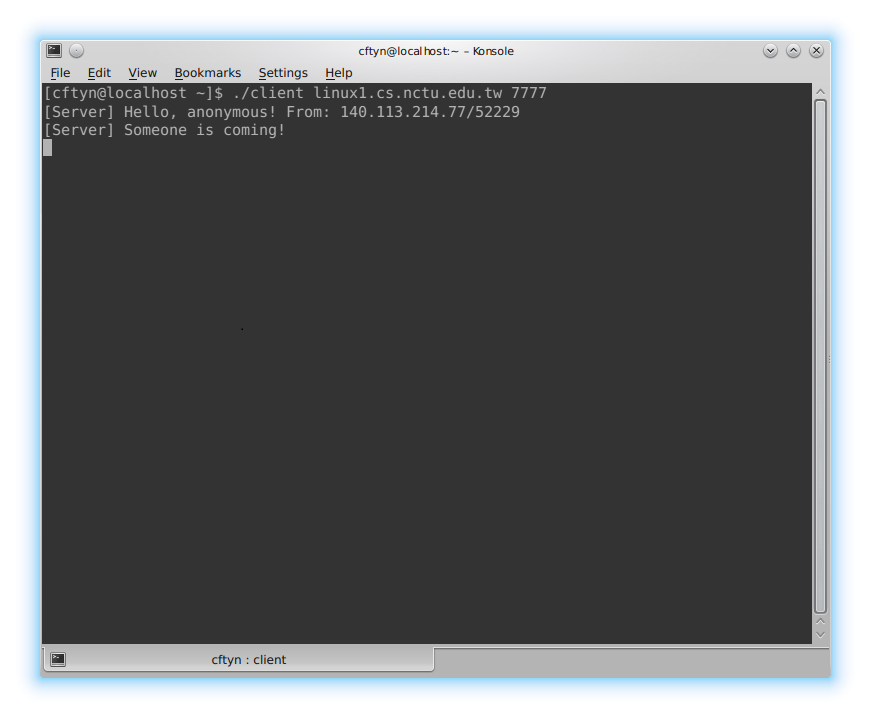 cftyn@localhost:~ – Konsole
File Edit View Bookmarks Settings Help
[cftyn@localhost ~]$ ./client linux1.cs.nctu.edu.tw 7777
[Server] Hello, anonymous! From: 140.113.214.77/52229
[Server] Someone is coming!
cftyn : client